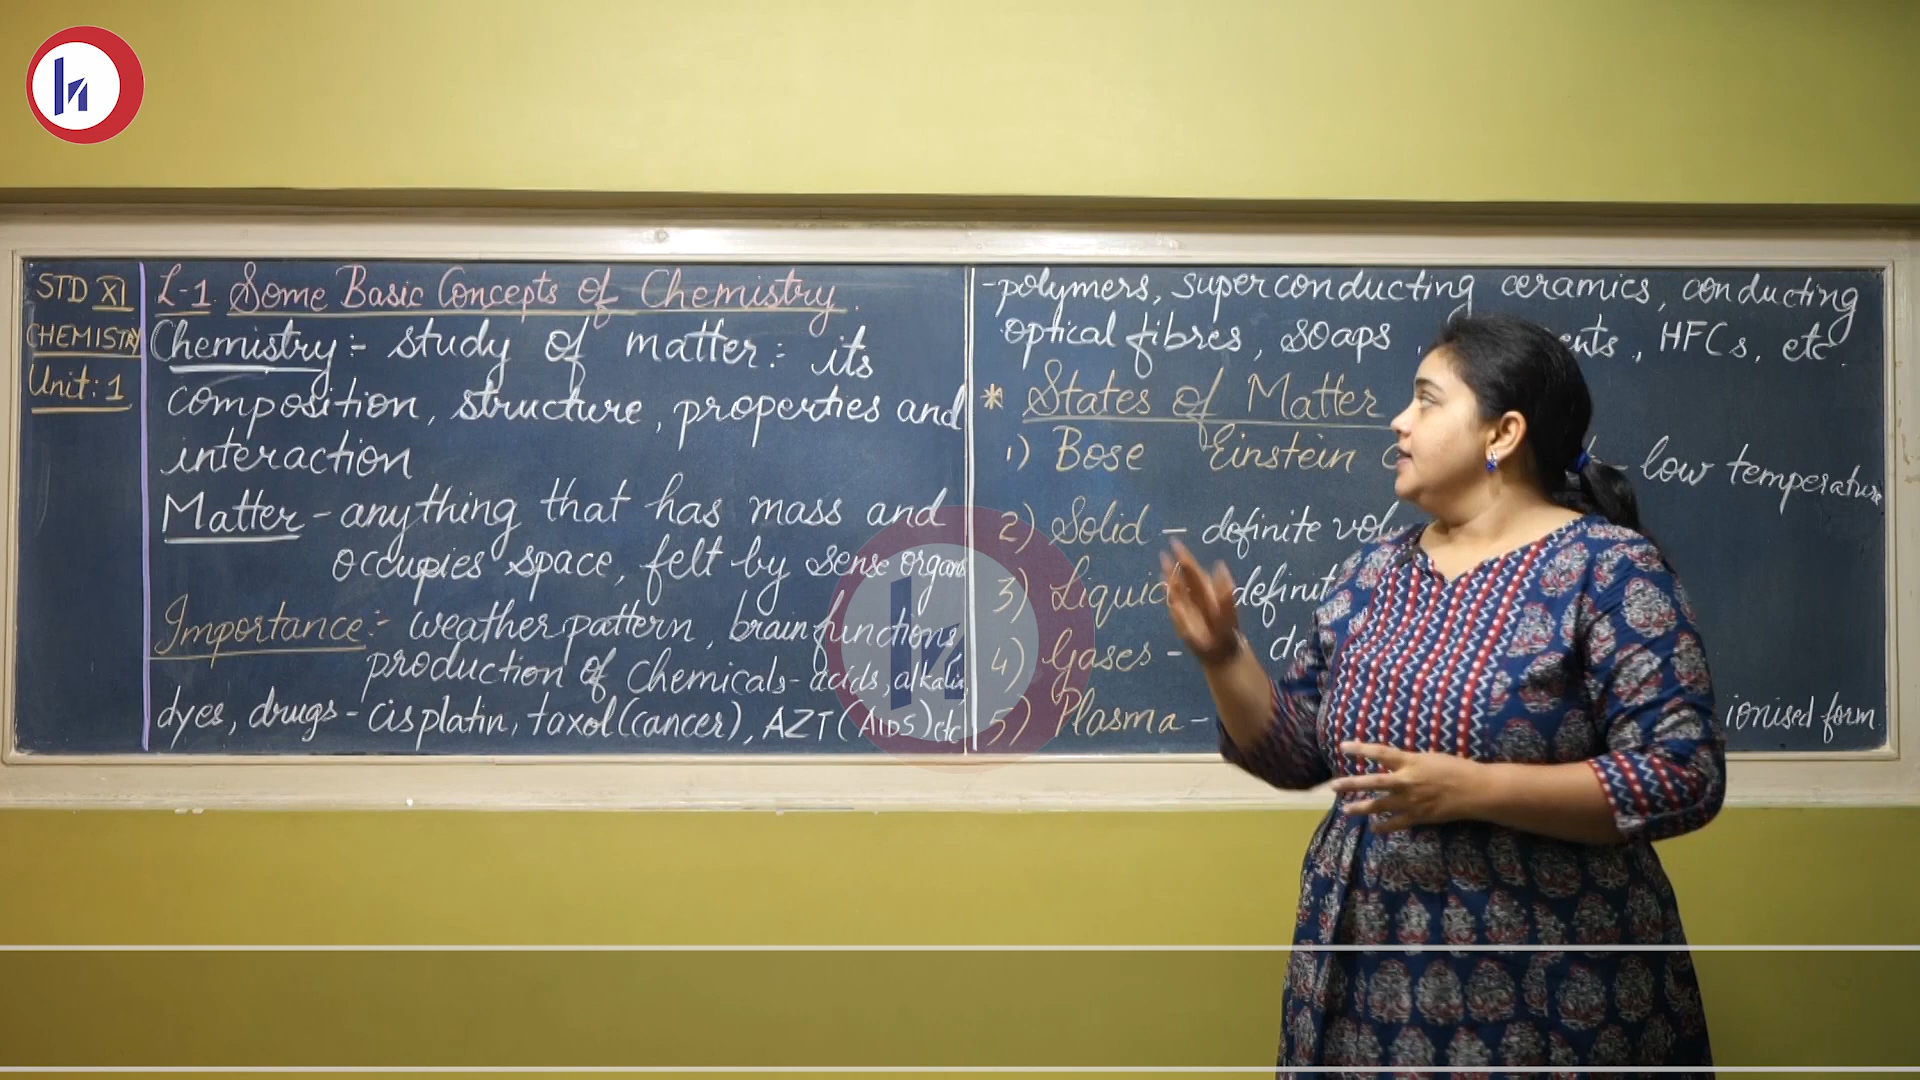 STD XI
CHEMISTRY
Unit: 1
L-1 Some Basic Concepts of Chemistry.
Chemistry:- study of matter: its
composition, structure, properties and
interaction
Matter - anything that has mass and
occupies space, felt by sense organs
Importance:- weather pattern, brain functions,
production of chemicals - acids, alkalis,
dyes, drugs - cisplatin, taxol (cancer), AZT (AIDS) etc
- polymers, superconducting ceramics, conducting
optical fibres, soaps, HFCs, etc.
* States of Matter
1) Bose Einstein - low temperature
2) Solid - definite
3) Liquid
4) Gases -
5) Plasma - ionised form